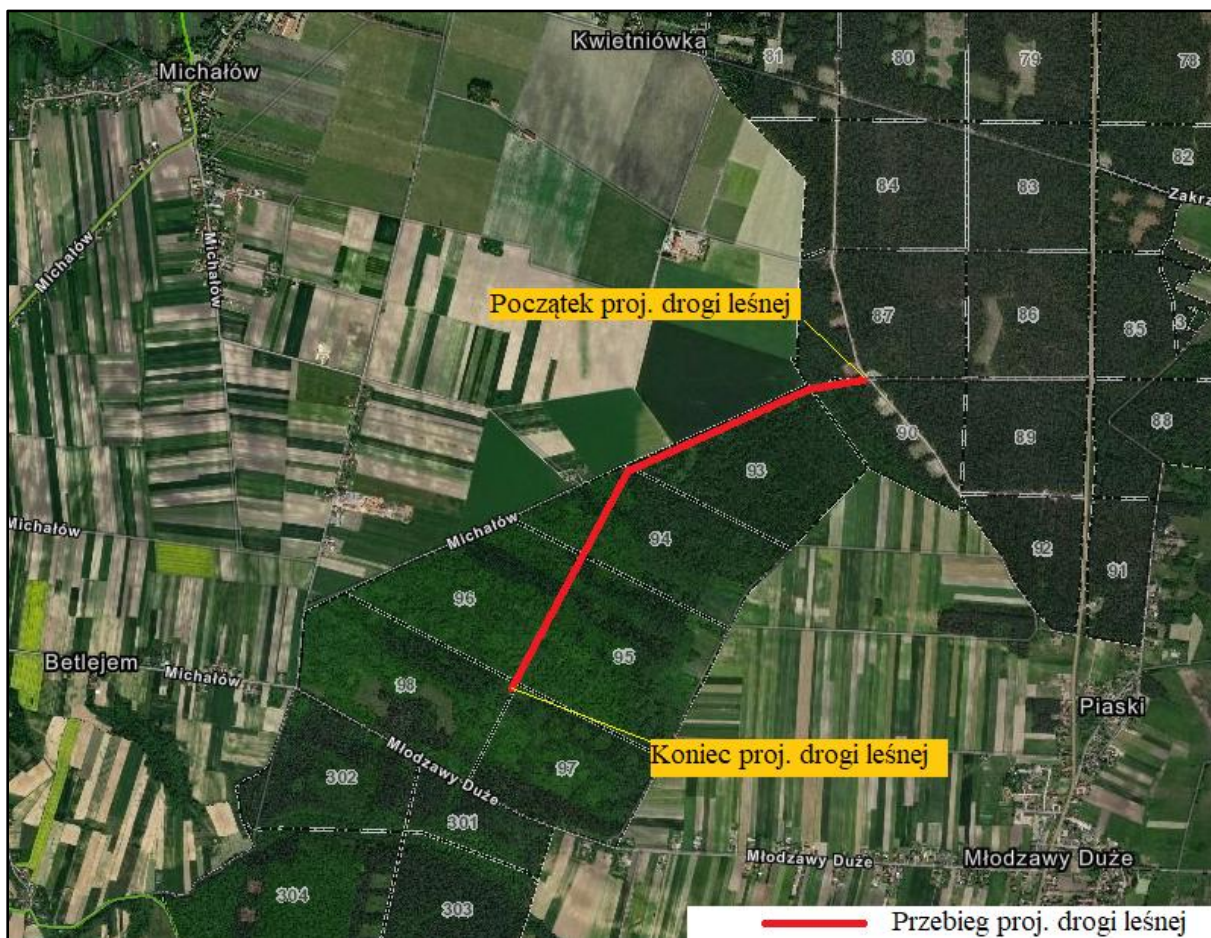 Kwietniówka
81
80
79
78
Michałów
82
84
83
Zakrz
Michałów
Michałów
Początek proj. drogi leśnej
87
86
85
3
88
90
89
93
Michałów
Michałów
94
92
91
96
95
Betlejem
Michałów
98
Piaski
Koniec proj. drogi leśnej
Młodzawy Duże
97
302
301
Młodzawy Duże
Młodzawy Duże
304
303
Przebieg proj. drogi leśnej